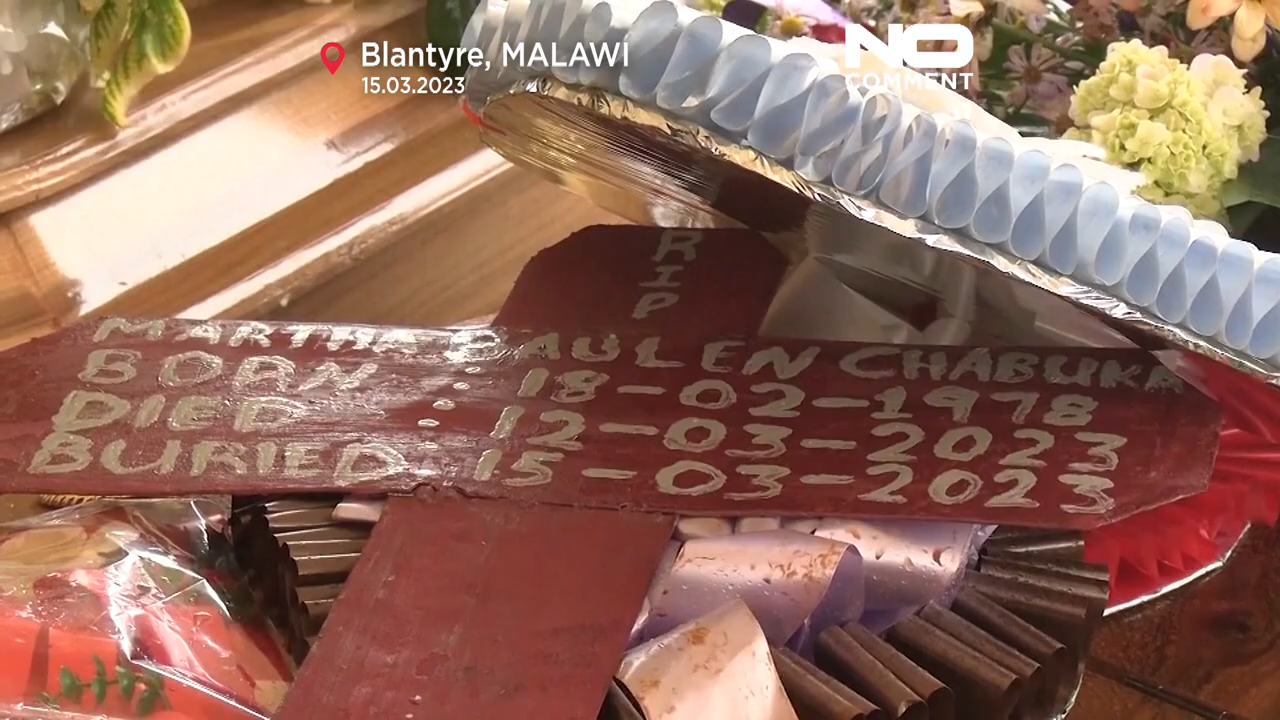 Blantyre, MALAWI
15.03.2023
NO
COMMENT
RIP
MARTHA PAULEN CHABUKA
BORN : 18-02-1978
DIED : 12-03-2023
BURIED: 15-03-2023